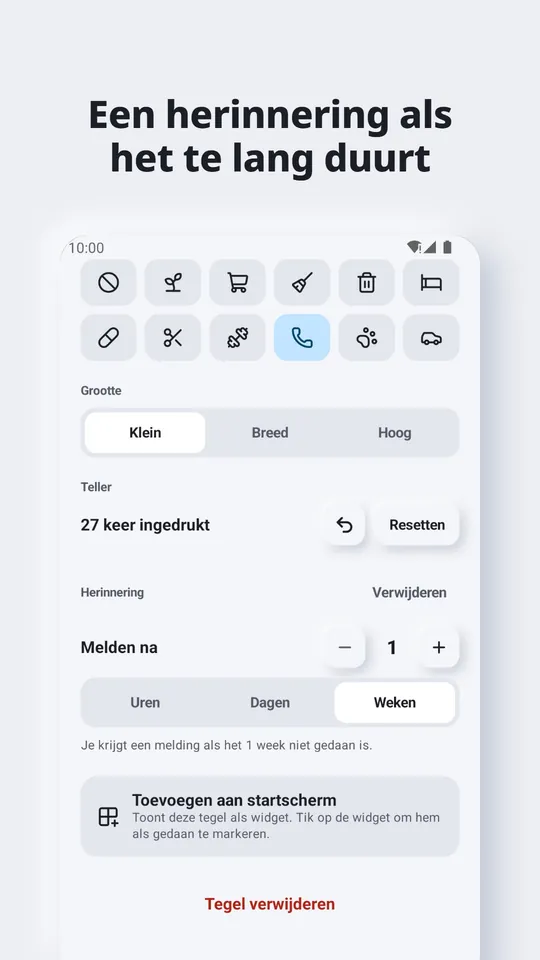 Een herinnering als
het te lang duurt
10:00
Grootte
Klein Breed Hoog
Teller
27 keer ingedrukt Resetten
Herinnering Verwijderen
Melden na − 1 +
Uren Dagen Weken
Je krijgt een melding als het 1 week niet gedaan is.
Toevoegen aan startscherm
Toont deze tegel als widget. Tik op de widget om hem
als gedaan te markeren.
Tegel verwijderen